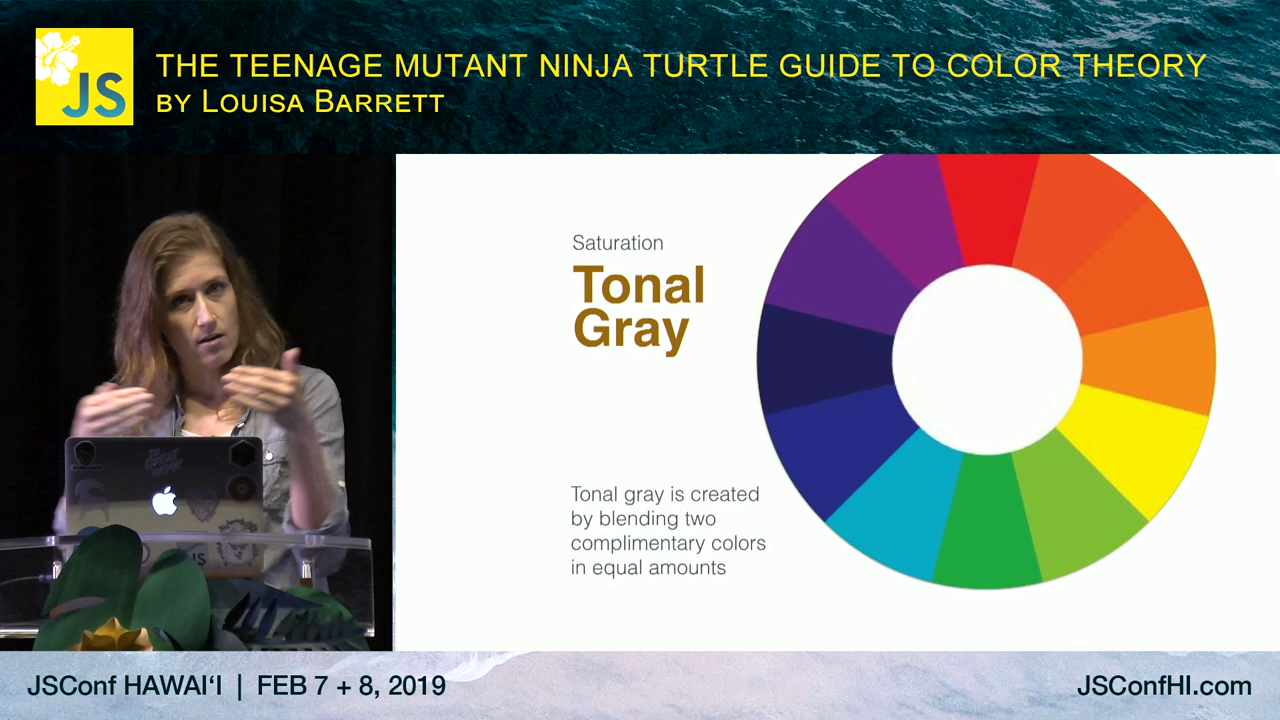 JS
THE TEENAGE MUTANT NINJA TURTLE GUIDE TO COLOR THEORY
BY LOUISA BARRETT
Saturation
Tonal
Gray
Tonal gray is created
by blending two
complimentary colors
in equal amounts
JSConf HAWAIʻI | FEB 7 + 8, 2019
JSConfHI.com